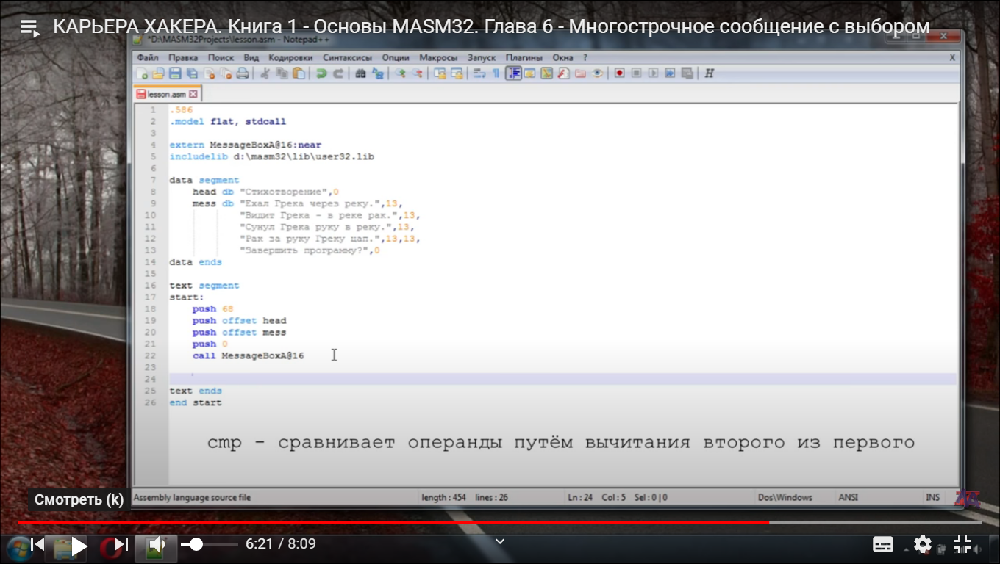 КАРЬЕРА ХАКЕРА. Книга 1 - Основы MASM32. Глава 6 - Многострочное сообщение с выбором
*D:\MASM32Projects\lesson.asm - Notepad++
Файл Правка Поиск Вид Кодировки Синтаксисы Опции Макросы Запуск Плагины Окна ? X
lesson.asm
1 .586
2 .model flat, stdcall
3
4 extern MessageBoxA@16:near
5 includelib d:\masm32\lib\user32.lib
6
7 data segment
8 head db "Стихотворение",0
9 mess db "Ехал Грека через реку.",13,
10 "Видит Грека - в реке рак.",13,
11 "Сунул Грека руку в реку.",13,
12 "Рак за руку Греку цап.",13,13,
13 "Завершить программу?",0
14 data ends
15
16 text segment
17 start:
18 push 68
19 push offset head
20 push offset mess
21 push 0
22 call MessageBoxA@16
23
24
25 text ends
26 end start
cmp - сравнивает операнды путём вычитания второго из первого
Смотреть (k)
Assembly language source file length : 454 lines : 26 Ln : 24 Col : 5 Sel : 0 | 0 Dos\Windows ANSI INS
6:21 / 8:09